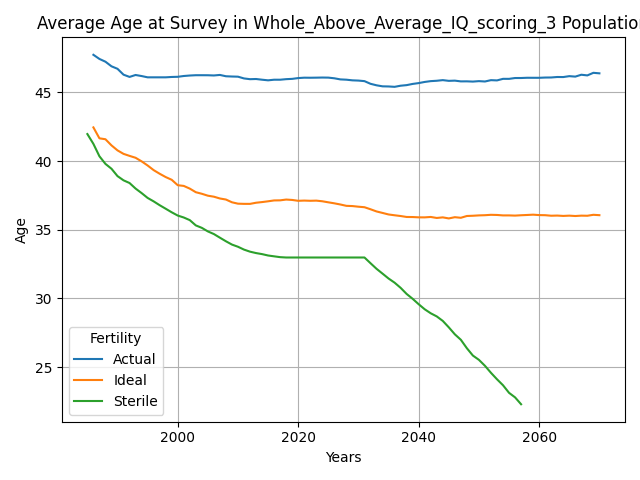 Average Age at Survey in Whole_Above_Average_IQ_scoring_3 Population
45
40
35
30
25
Age
Fertility
Actual
Ideal
Sterile
2000 2020 2040 2060
Years